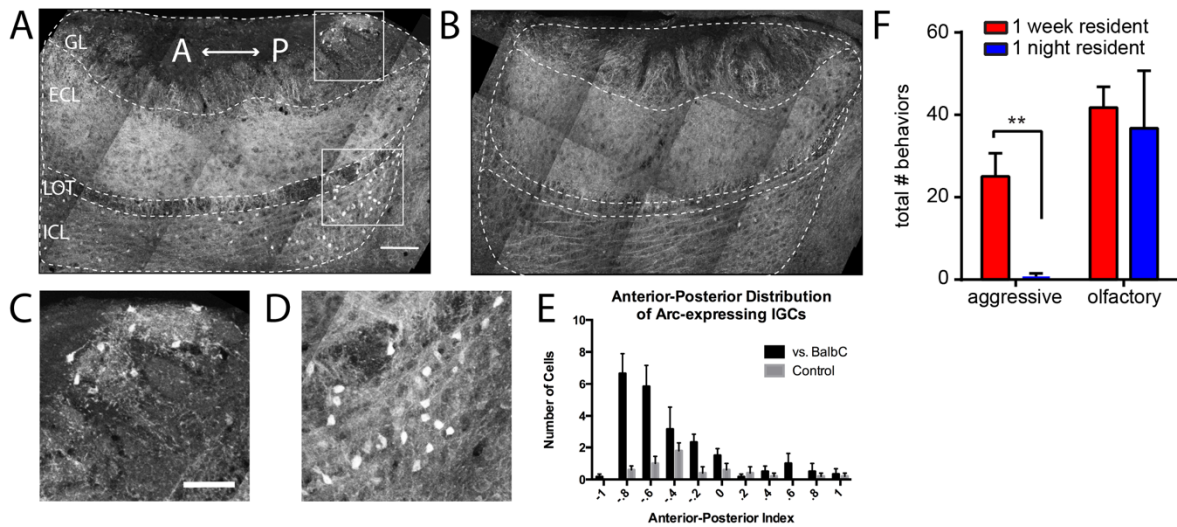 A
GL
A P
ECL
LOT
ICL
B
C
D
E
Anterior-Posterior Distribution
of Arc-expressing IGCs
vs. BalbC
Control
Number of Cells
10
8
6
4
2
0
-1
-.8
-.6
-.4
-.2
0
.2
.4
.6
.8
1
Anterior-Posterior Index
F
1 week resident
1 night resident
total # behaviors
60
40
20
0
**
aggressive
olfactory